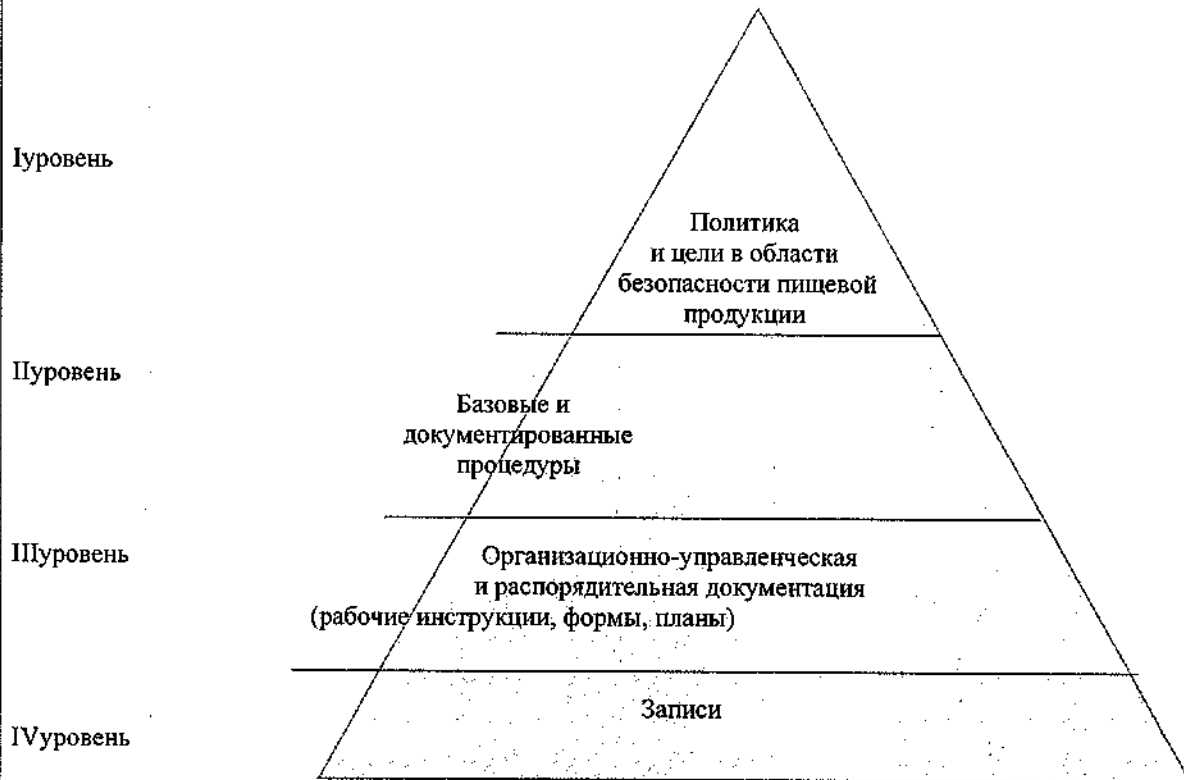 Iуровень
Политика
и цели в области
безопасности пищевой
продукции
IIуровень
Базовые и
документированные
процедуры
IIIуровень
Организационно-управленческая
и распорядительная документация
(рабочие инструкции, формы, планы)
Записи
IVуровень